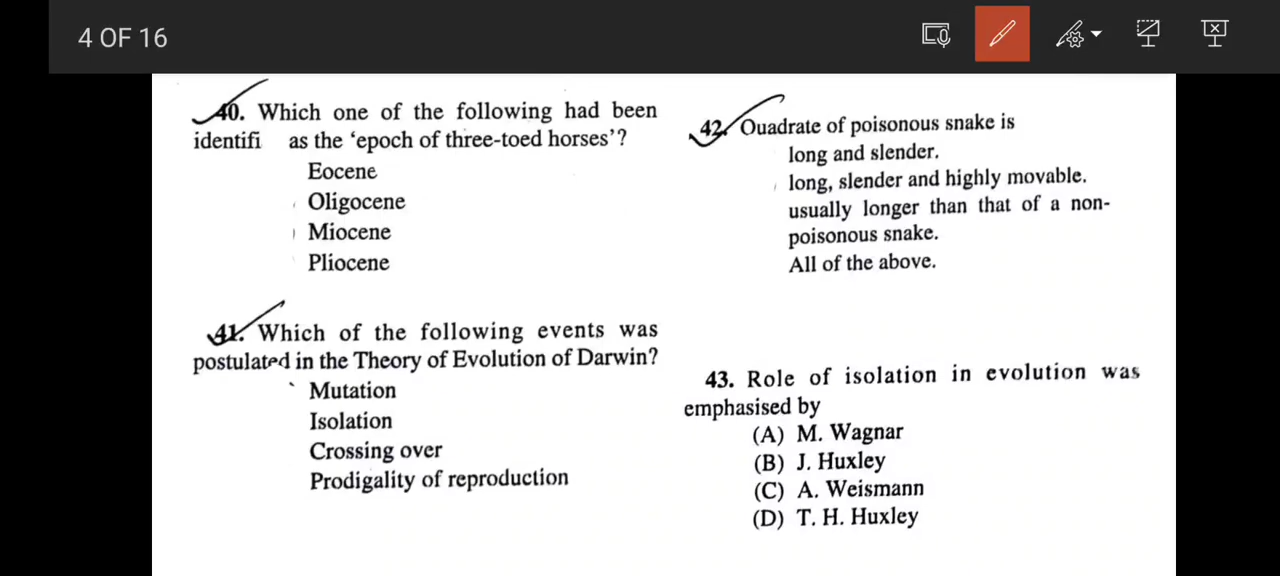 4 OF 16
40. Which one of the following had been
identifi as the ‘epoch of three-toed horses’?
Eocene
Oligocene
Miocene
Pliocene
41. Which of the following events was
postulated in the Theory of Evolution of Darwin?
Mutation
Isolation
Crossing over
Prodigality of reproduction
42. Quadrate of poisonous snake is
long and slender.
long, slender and highly movable.
usually longer than that of a non-
poisonous snake.
All of the above.
43. Role of isolation in evolution was
emphasised by
(A) M. Wagnar
(B) J. Huxley
(C) A. Weismann
(D) T. H. Huxley